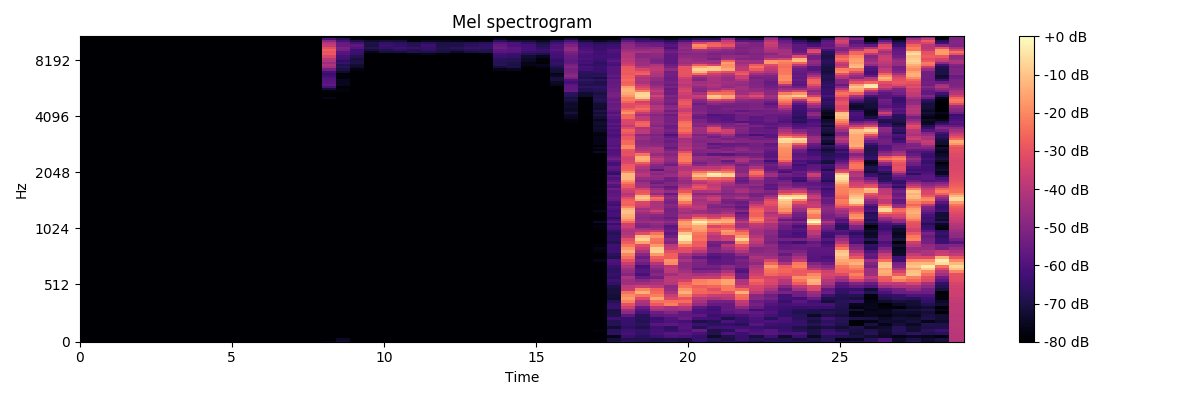 Mel spectrogram
+0 dB
8192
-10 dB
4096
-20 dB
-30 dB
2048
Hz
-40 dB
1024
-50 dB
-60 dB
512
-70 dB
0
-80 dB
0 5 10 15 20 25
Time